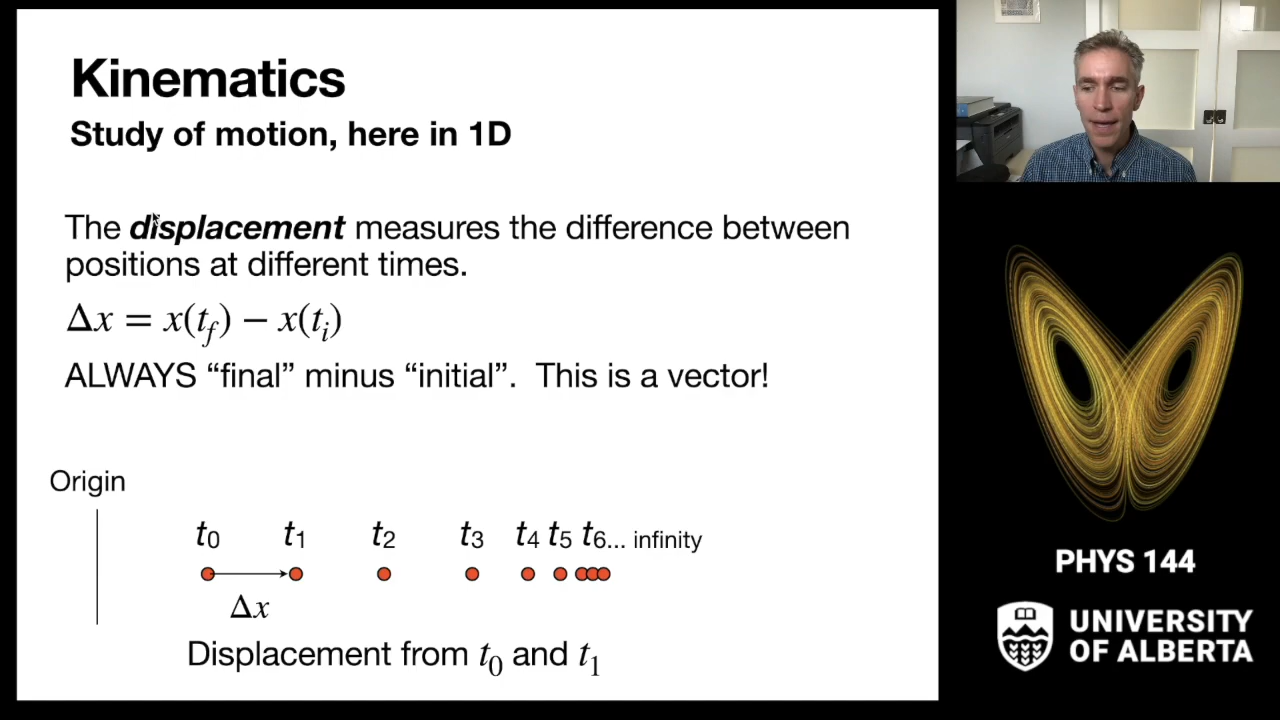 Kinematics
Study of motion, here in 1D
The displacement measures the difference between
positions at different times.
Δx = x(t_f) − x(t_i)
ALWAYS “final” minus “initial”. This is a vector!
Origin
t0 t1 t2 t3 t4 t5 t6... infinity
Δx
Displacement from t0 and t1
PHYS 144
UNIVERSITY
OF ALBERTA